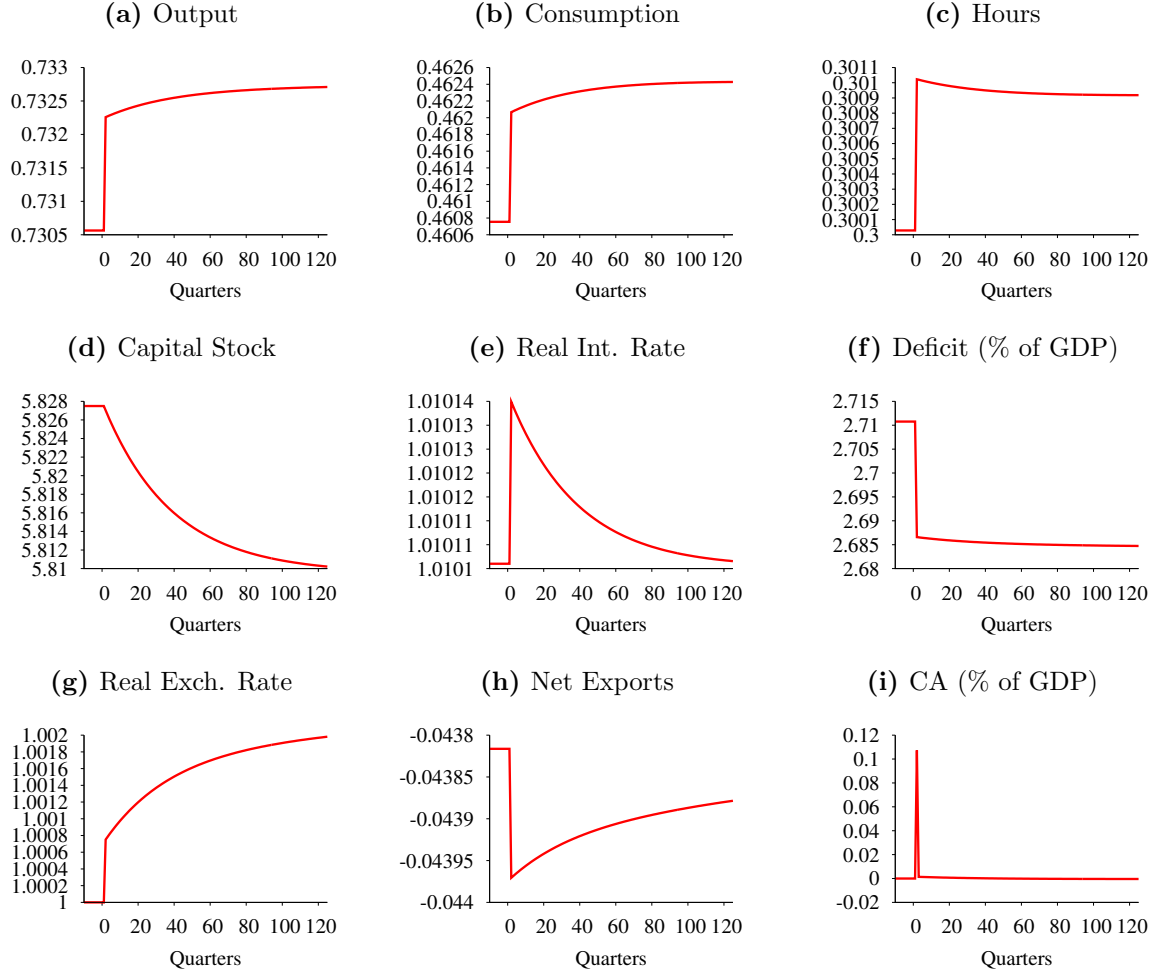 (a) Output
0.733
0.7325
0.732
0.7315
0.731
0.7305
0 20 40 60 80 100 120
Quarters
(b) Consumption
0.4626
0.4624
0.4622
0.462
0.4618
0.4616
0.4614
0.4612
0.461
0.4608
0.4606
0 20 40 60 80 100 120
Quarters
(c) Hours
0.3011
0.301
0.3009
0.3008
0.3007
0.3006
0.3005
0.3004
0.3003
0.3002
0.3001
0.3
0 20 40 60 80 100 120
Quarters
(d) Capital Stock
5.828
5.826
5.824
5.822
5.82
5.818
5.816
5.814
5.812
5.81
0 20 40 60 80 100 120
Quarters
(e) Real Int. Rate
1.01014
1.01013
1.01013
1.01012
1.01012
1.01011
1.01011
1.0101
0 20 40 60 80 100 120
Quarters
(f) Deficit (% of GDP)
2.715
2.71
2.705
2.7
2.695
2.69
2.685
2.68
0 20 40 60 80 100 120
Quarters
(g) Real Exch. Rate
1.002
1.0018
1.0016
1.0014
1.0012
1.001
1.0008
1.0006
1.0004
1.0002
1
0 20 40 60 80 100 120
Quarters
(h) Net Exports
-0.0438
-0.04385
-0.0439
-0.04395
-0.044
0 20 40 60 80 100 120
Quarters
(i) CA (% of GDP)
0.12
0.1
0.08
0.06
0.04
0.02
0
-0.02
0 20 40 60 80 100 120
Quarters